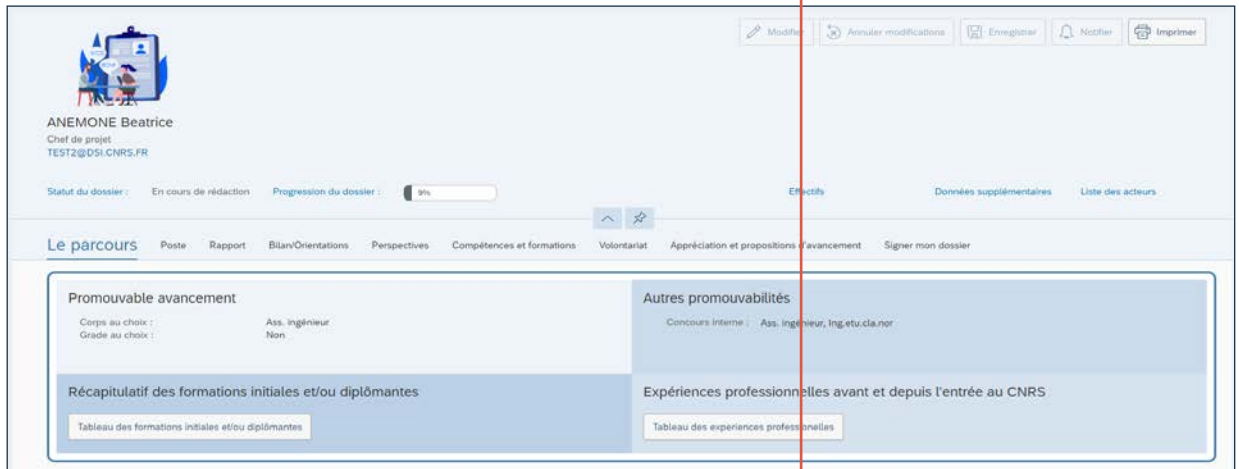 Modifier
Annuler modifications
Enregistrer
Notifier
Imprimer
ANEMONE Beatrice
Chef de projet
TEST2@DSI.CNRS.FR
Statut du dossier : En cours de rédaction Progression du dossier : 9% Effectifs Données supplémentaires Liste des acteurs
Le parcours Poste Rapport Bilan/Orientations Perspectives Compétences et formations Volontariat Appréciation et propositions d'avancement Signer mon dossier
Promouvable avancement
Corps au choix : Ass. ingénieur
Grade au choix : Non
Autres promouvabilités
Concours interne : Ass. ingénieur, Ing.etu.cla.nor
Récapitulatif des formations initiales et/ou diplômantes
Tableau des formations initiales et/ou diplômantes
Expériences professionnelles avant et depuis l'entrée au CNRS
Tableau des experiences professionelles